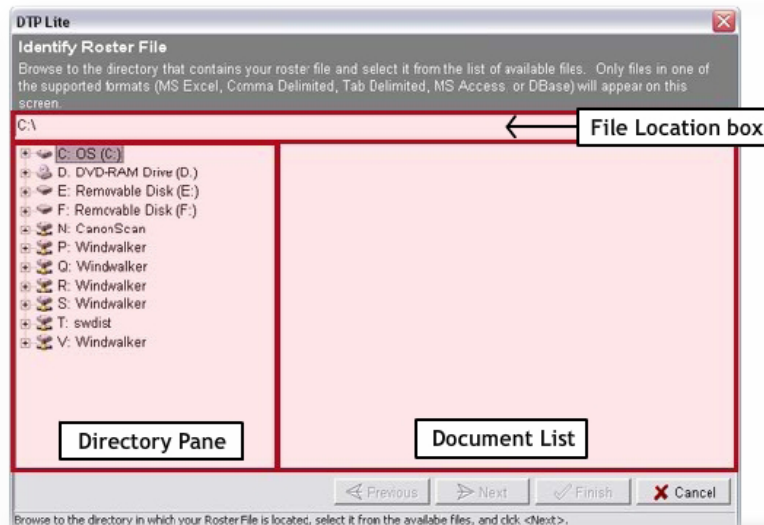 DTP Lite
Identify Roster File
Browse to the directory that contains your roster file and select it from the list of available files. Only files in one of
the supported formats (MS Excel, Comma Delimited, Tab Delimited, MS Access or DBase) will appear on this
screen.
C:\
File Location box
C: OS (C:)
D. DVD-RAM Drive (D.)
E: Removable Disk (E:)
F: Removable Disk (F:)
N: CanonScan
P: Windwalker
Q: Windwalker
R: Windwalker
S: Windwalker
T: swdist
V: Windwalker
Directory Pane
Document List
Previous
Next
Finish
Cancel
Browse to the directory in which your Roster File is located, select it from the availabe files, and click <Next>.